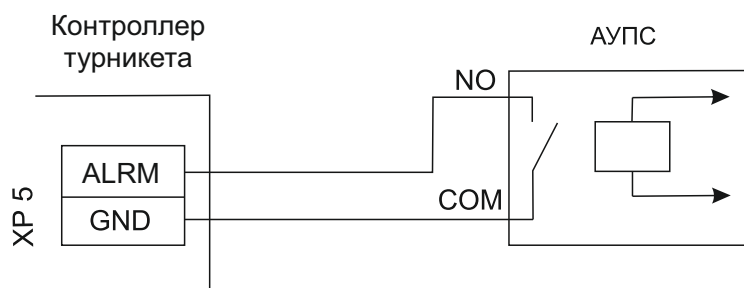 Контроллер
турникета
АУПС
NO
ALRM
GND
COM
XP 5